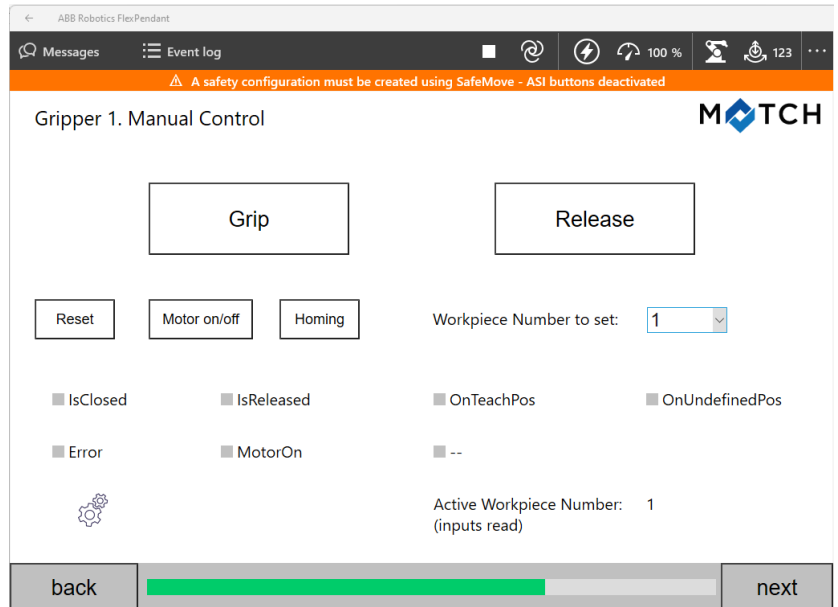 ABB Robotics FlexPendant
Messages Event log 100 % 123
A safety configuration must be created using SafeMove - ASI buttons deactivated
Gripper 1. Manual Control
MATCH
Grip Release
Reset Motor on/off Homing Workpiece Number to set: 1
IsClosed IsReleased OnTeachPos OnUndefinedPos
Error MotorOn --
Active Workpiece Number: 1
(inputs read)
back next